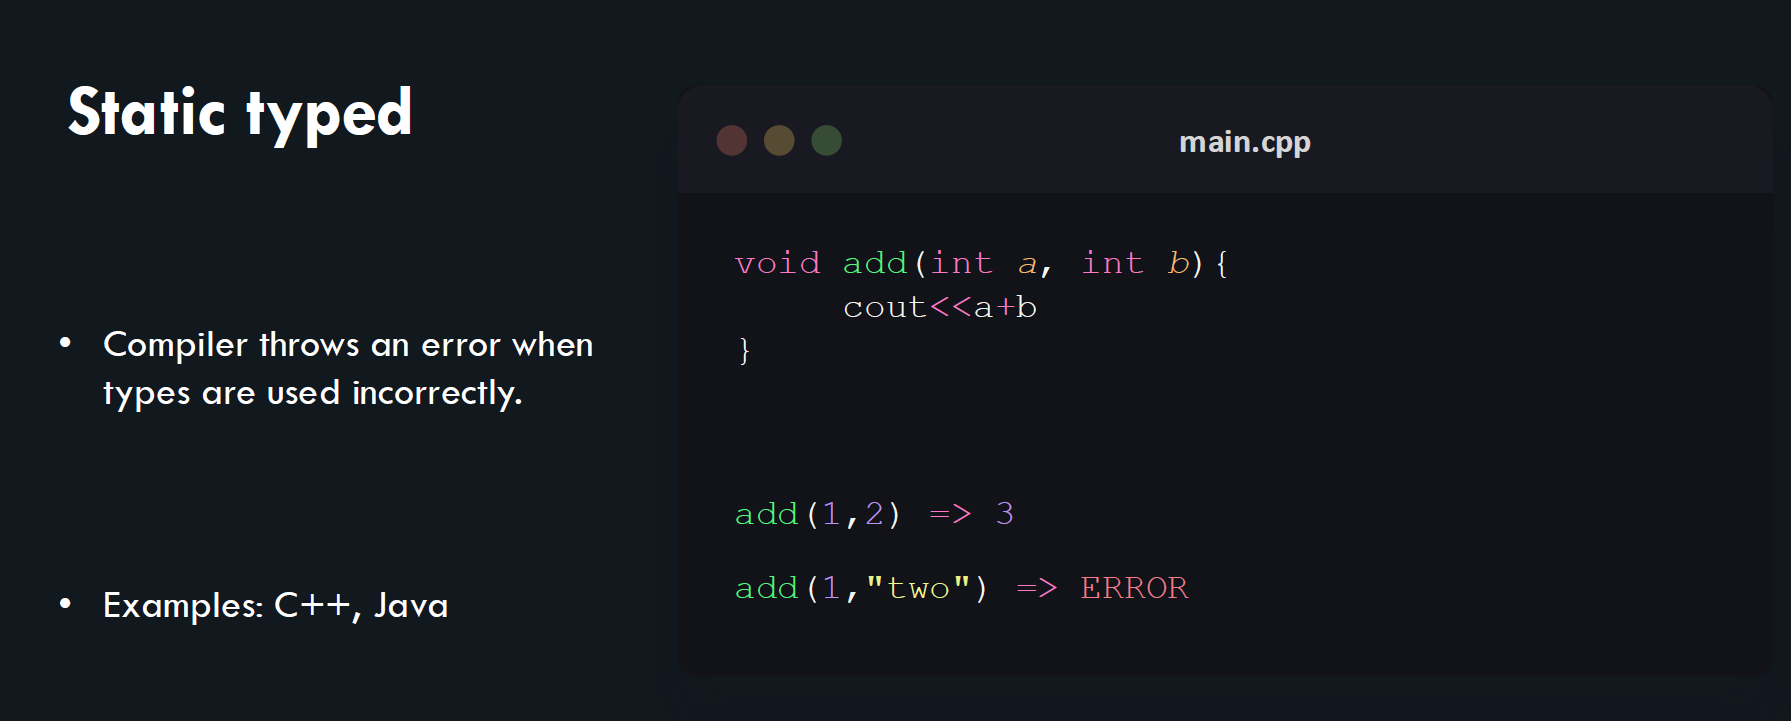 Static typed
• Compiler throws an error when
types are used incorrectly.
• Examples: C++, Java
main.cpp
void add(int a, int b){
cout<<a+b
}
add(1,2) => 3
add(1,"two") => ERROR